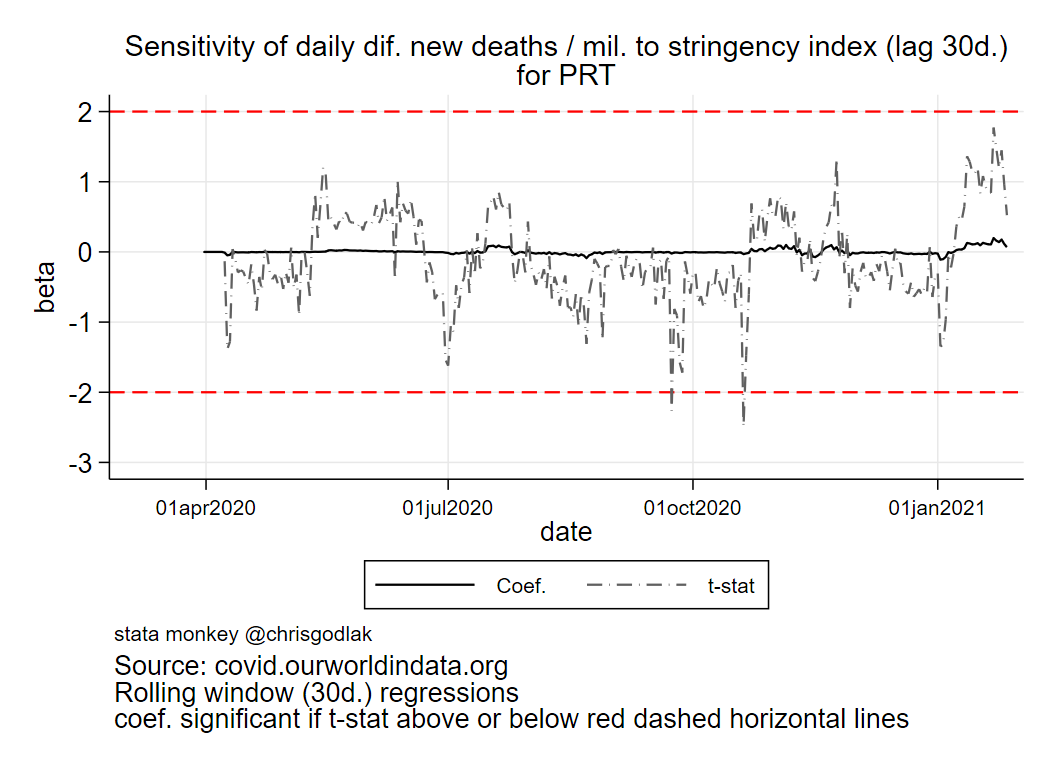 Sensitivity of daily dif. new deaths / mil. to stringency index (lag 30d.)
for PRT
2
1
0
-1
-2
-3
beta
01apr2020
01jul2020
01oct2020
01jan2021
date
Coef.
t-stat
stata monkey @chrisgodlak
Source: covid.ourworldindata.org
Rolling window (30d.) regressions
coef. significant if t-stat above or below red dashed horizontal lines